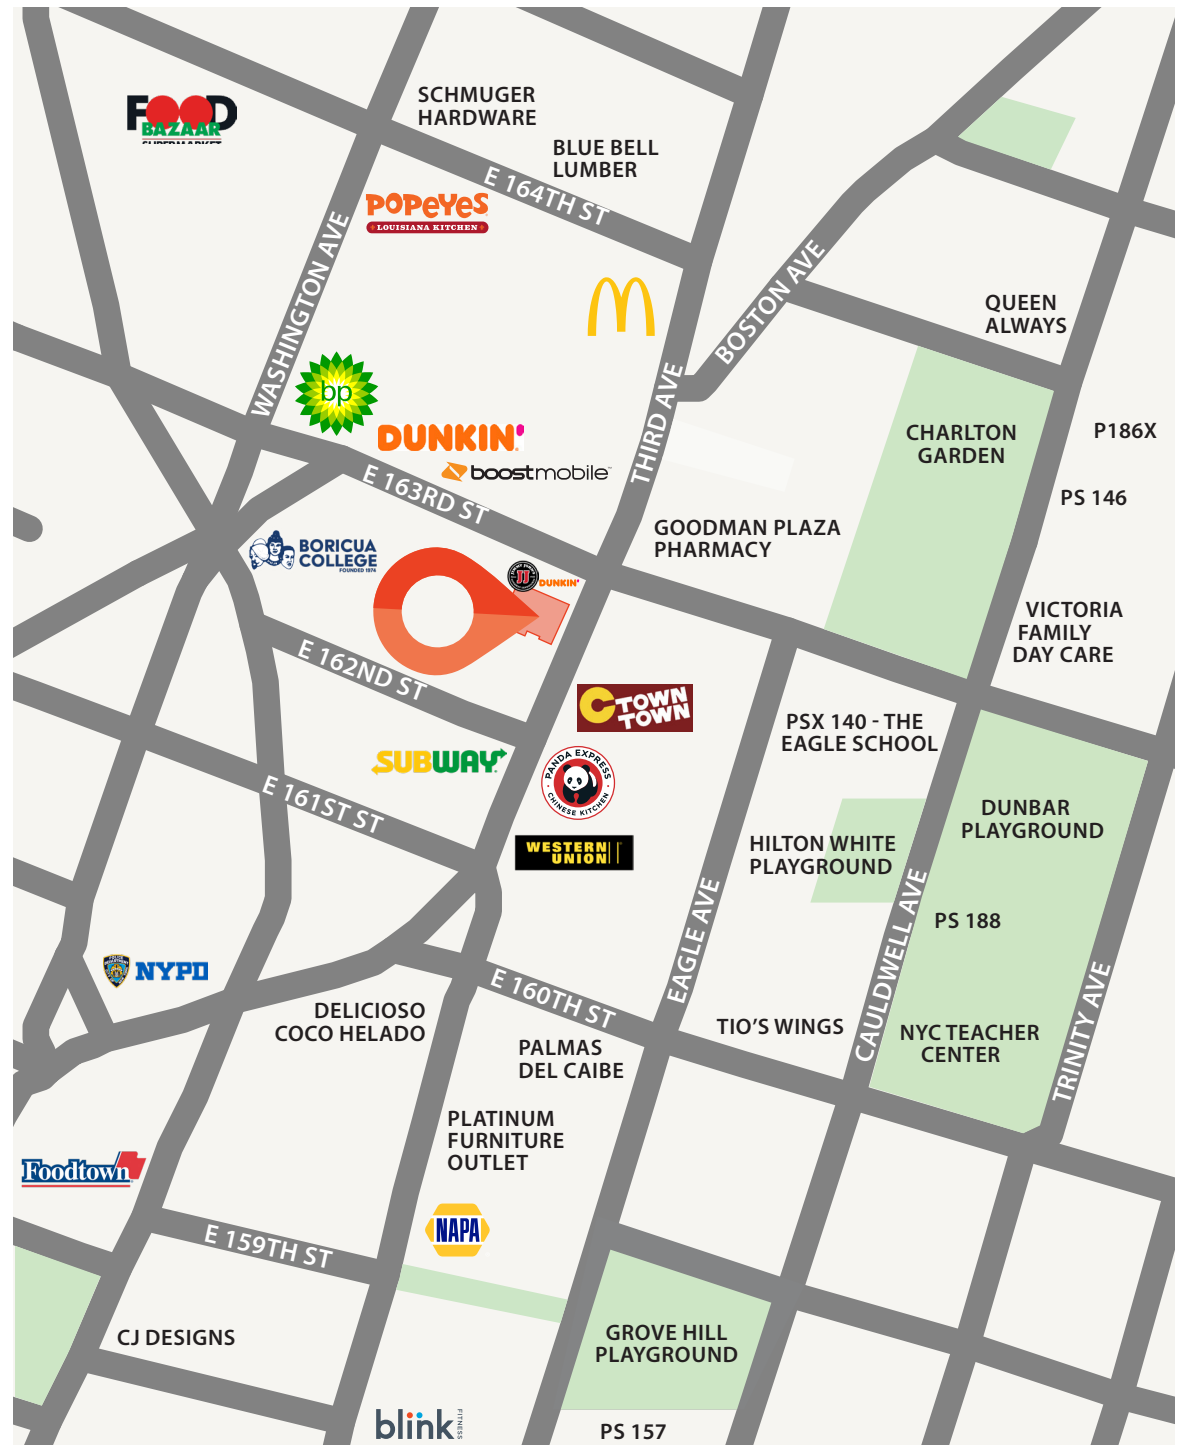 SCHMUGER
HARDWARE
FOOD
BAZAAR
SUPERMARKET
BLUE BELL
LUMBER
E 164TH ST
POPEYES
LOUISIANA KITCHEN
WASHINGTON AVE
BOSTON AVE
QUEEN
ALWAYS
bp
THIRD AVE
DUNKIN'
boostmobile
E 163RD ST
CHARLTON
GARDEN
P186X
PS 146
GOODMAN PLAZA
PHARMACY
BORICUA
COLLEGE
FOUNDED 1974
JIMMY JOHN'S
JJ
DUNKIN'
VICTORIA
FAMILY
DAY CARE
E 162ND ST
C TOWN
TOWN
PSX 140 - THE
EAGLE SCHOOL
SUBWAY
PANDA EXPRESS
CHINESE KITCHEN
E 161ST ST
DUNBAR
PLAYGROUND
WESTERN
UNION
HILTON WHITE
PLAYGROUND
EAGLE AVE
CAULDWELL AVE
PS 188
NYPD
E 160TH ST
DELICIOSO
COCO HELADO
TIO'S WINGS
NYC TEACHER
CENTER
TRINITY AVE
PALMAS
DEL CAIBE
PLATINUM
FURNITURE
OUTLET
Foodtown
NAPA
E 159TH ST
CJ DESIGNS
GROVE HILL
PLAYGROUND
blink
FITNESS
PS 157